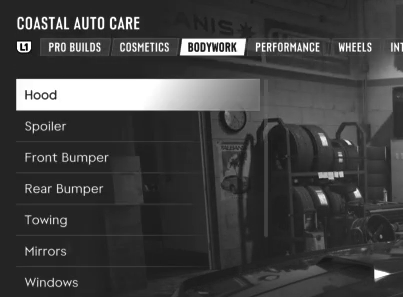 COASTAL AUTO CARE
L1 PRO BUILDS COSMETICS BODYWORK PERFORMANCE WHEELS INT
Hood
Spoiler
Front Bumper
Rear Bumper
Towing
Mirrors
Windows